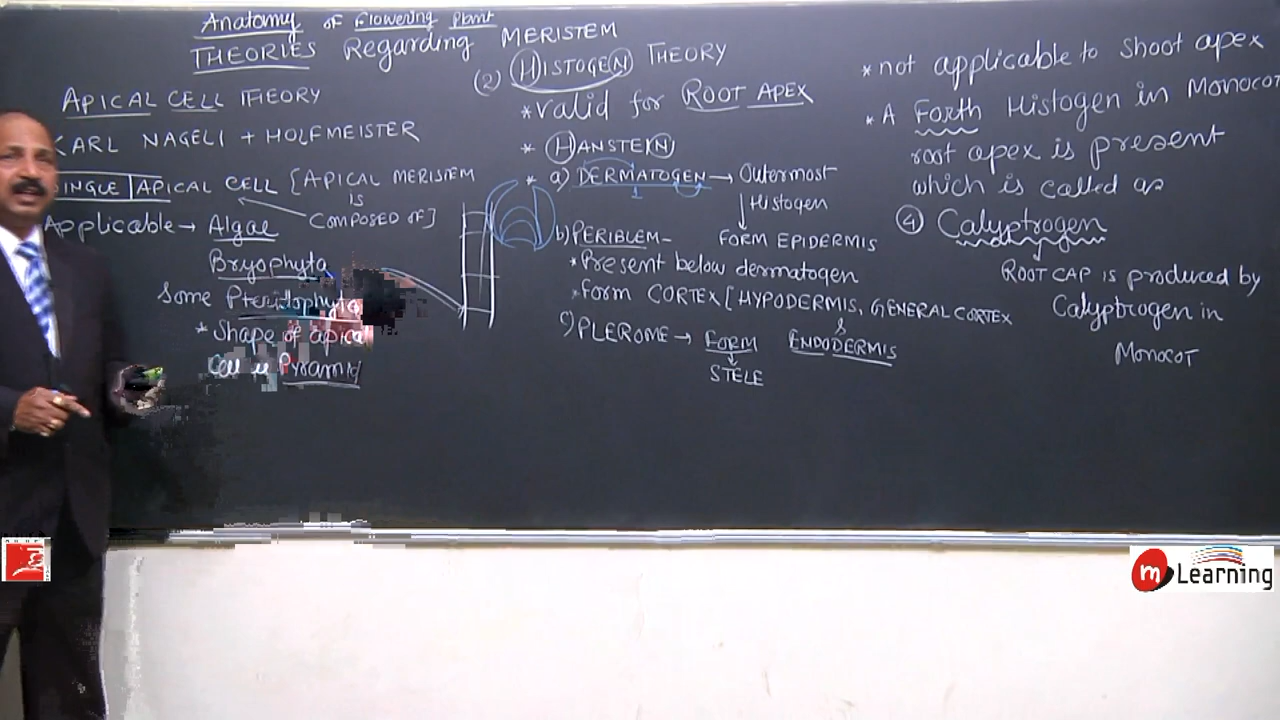 Anatomy of Flowering Plant
THEORIES Regarding MERISTEM
APICAL CELL THEORY
KARL NAGELI + HOLFMEISTER
SINGLE APICAL CELL [APICAL MERISTEM
IS
COMPOSED OF]
Applicable → Algae
Bryophyta
Some Pteridophyta
* Shape of apical
Cell is Pyramid
(2) HISTOGEN THEORY
* valid for ROOT APEX
* HANSTEIN
* a) DERMATOGEN → Outermost
1
Histogen
FORM EPIDERMIS
b) PERIBLEM -
* Present below dermatogen
* form CORTEX [HYPODERMIS, GENERAL CORTEX
&
ENDODERMIS
c) PLEROME → FORM
STELE
* not applicable to shoot apex
* A Forth Histogen in Monocot
root apex is present
which is called as
(4) Calyptrogen
ROOT CAP is produced by
Calyptrogen in
MONOCOT
m Learning